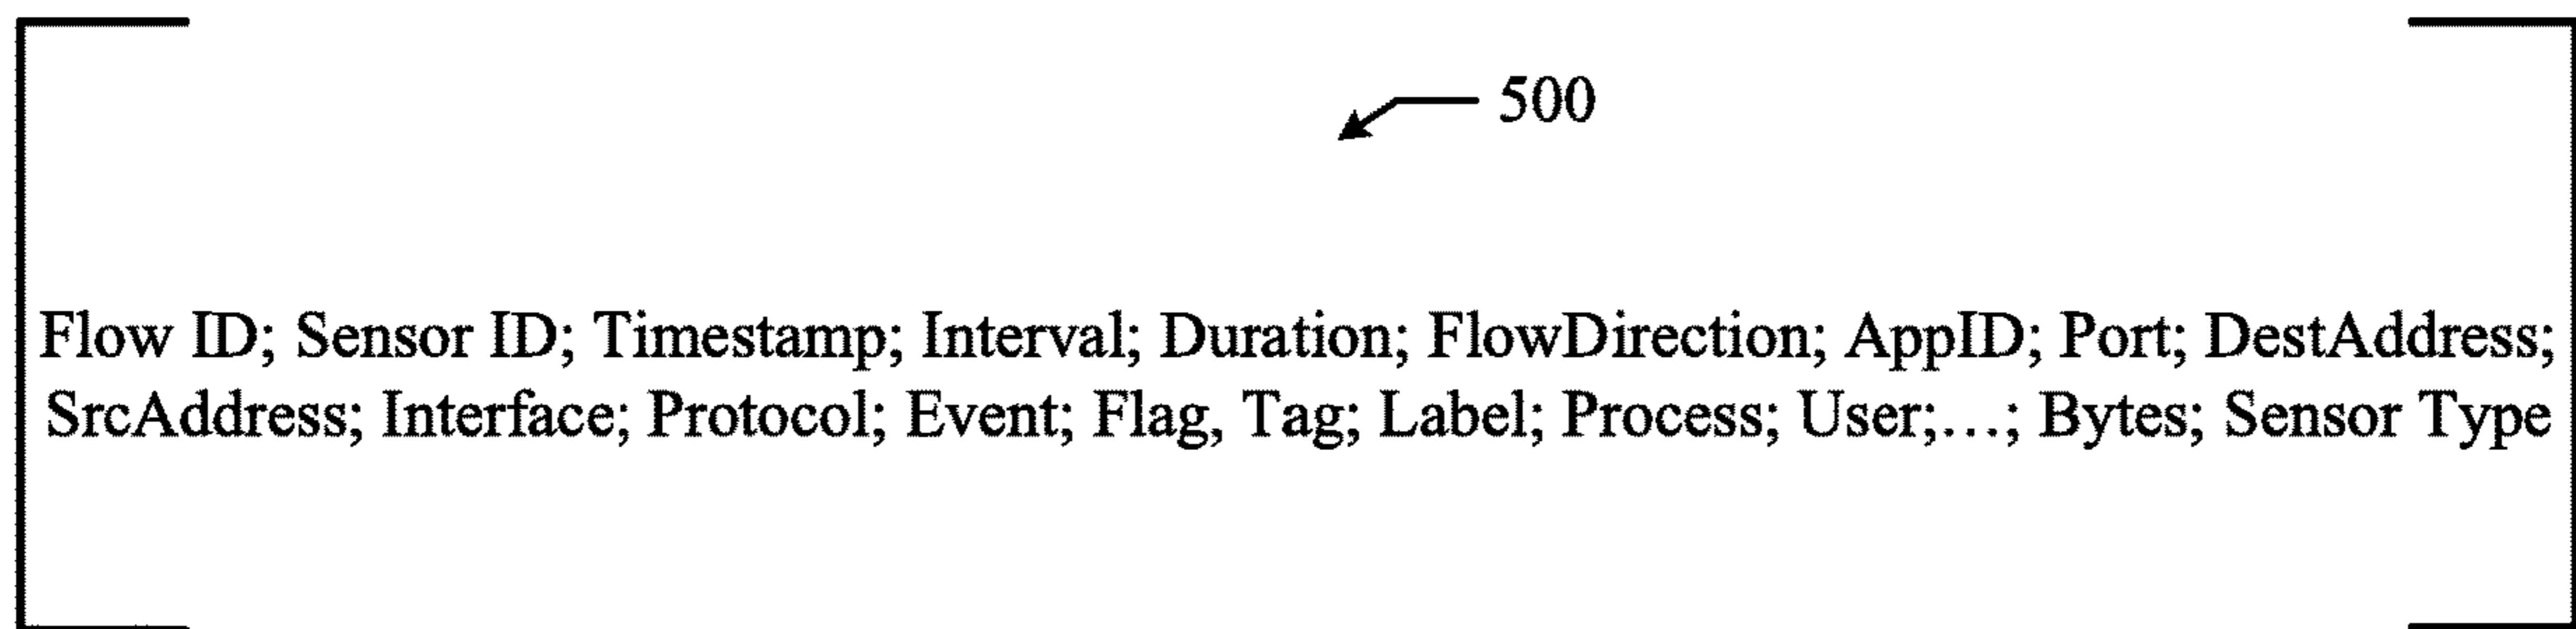 500
Flow ID; Sensor ID; Timestamp; Interval; Duration; FlowDirection; AppID; Port; DestAddress;
SrcAddress; Interface; Protocol; Event; Flag, Tag; Label; Process; User;...; Bytes; Sensor Type